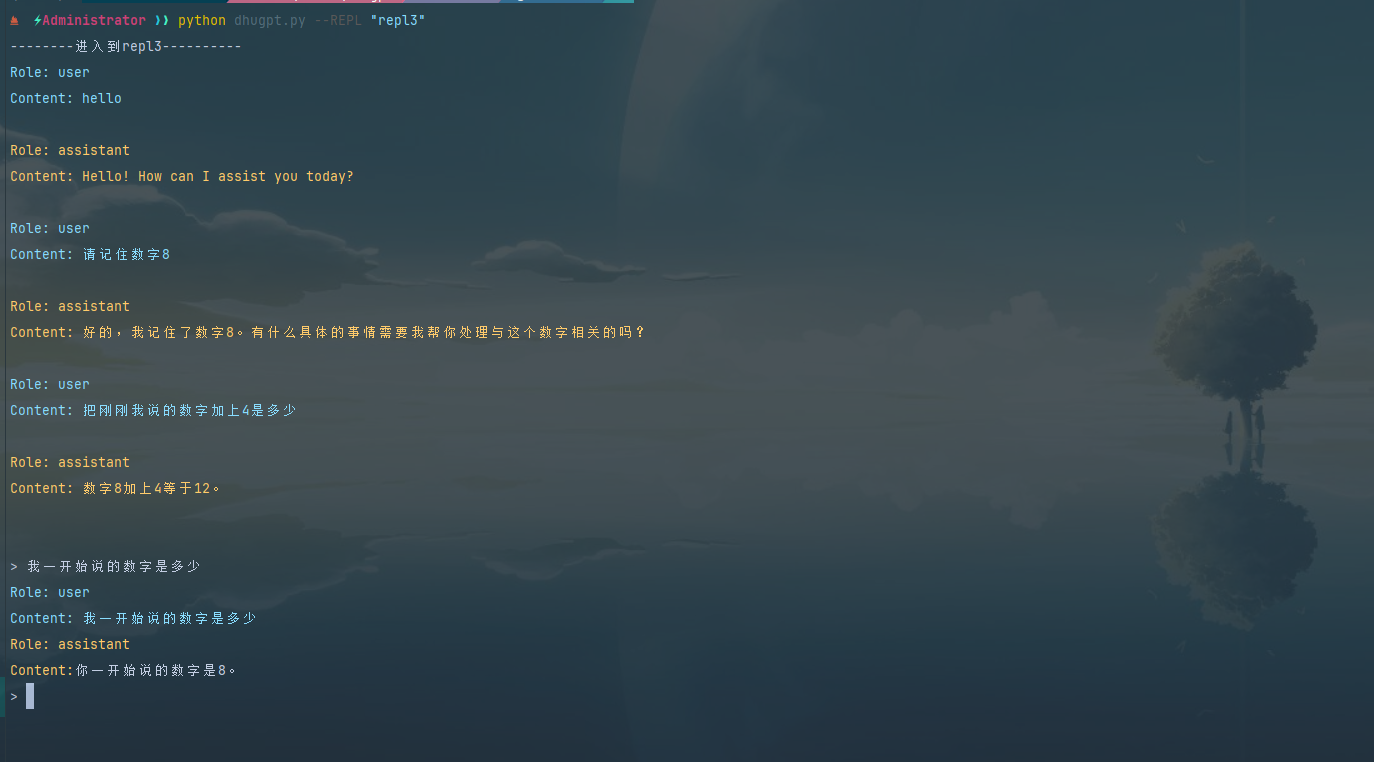 ⚡Administrator ❯❯ python dhugpt.py --REPL "repl3"
--------进入到repl3----------
Role: user
Content: hello
Role: assistant
Content: Hello! How can I assist you today?
Role: user
Content: 请记住数字8
Role: assistant
Content: 好的，我记住了数字8。有什么具体的事情需要我帮你处理与这个数字相关的吗？
Role: user
Content: 把刚刚我说的数字加上4是多少
Role: assistant
Content: 数字8加上4等于12。
> 我一开始说的数字是多少
Role: user
Content: 我一开始说的数字是多少
Role: assistant
Content:你一开始说的数字是8。
>